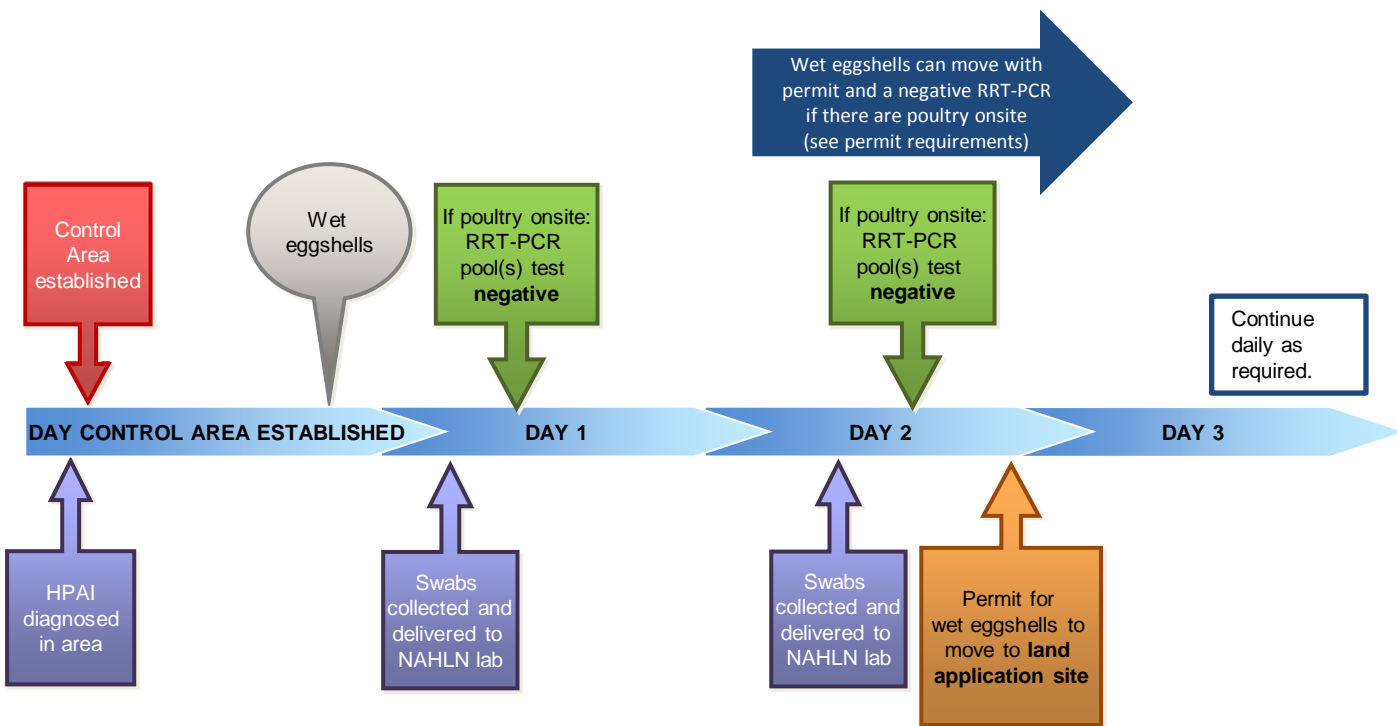 Wet eggshells can move with
permit and a negative RRT-PCR
if there are poultry onsite
(see permit requirements)
Control
Area
established
Wet
eggshells
If poultry onsite:
RRT-PCR
pool(s) test
negative
If poultry onsite:
RRT-PCR
pool(s) test
negative
Continue
daily as
required.
DAY CONTROL AREA ESTABLISHED
DAY 1
DAY 2
DAY 3
HPAI
diagnosed
in area
Swabs
collected and
delivered to
NAHLN lab
Swabs
collected and
delivered to
NAHLN lab
Permit for
wet eggshells to
move to land
application site